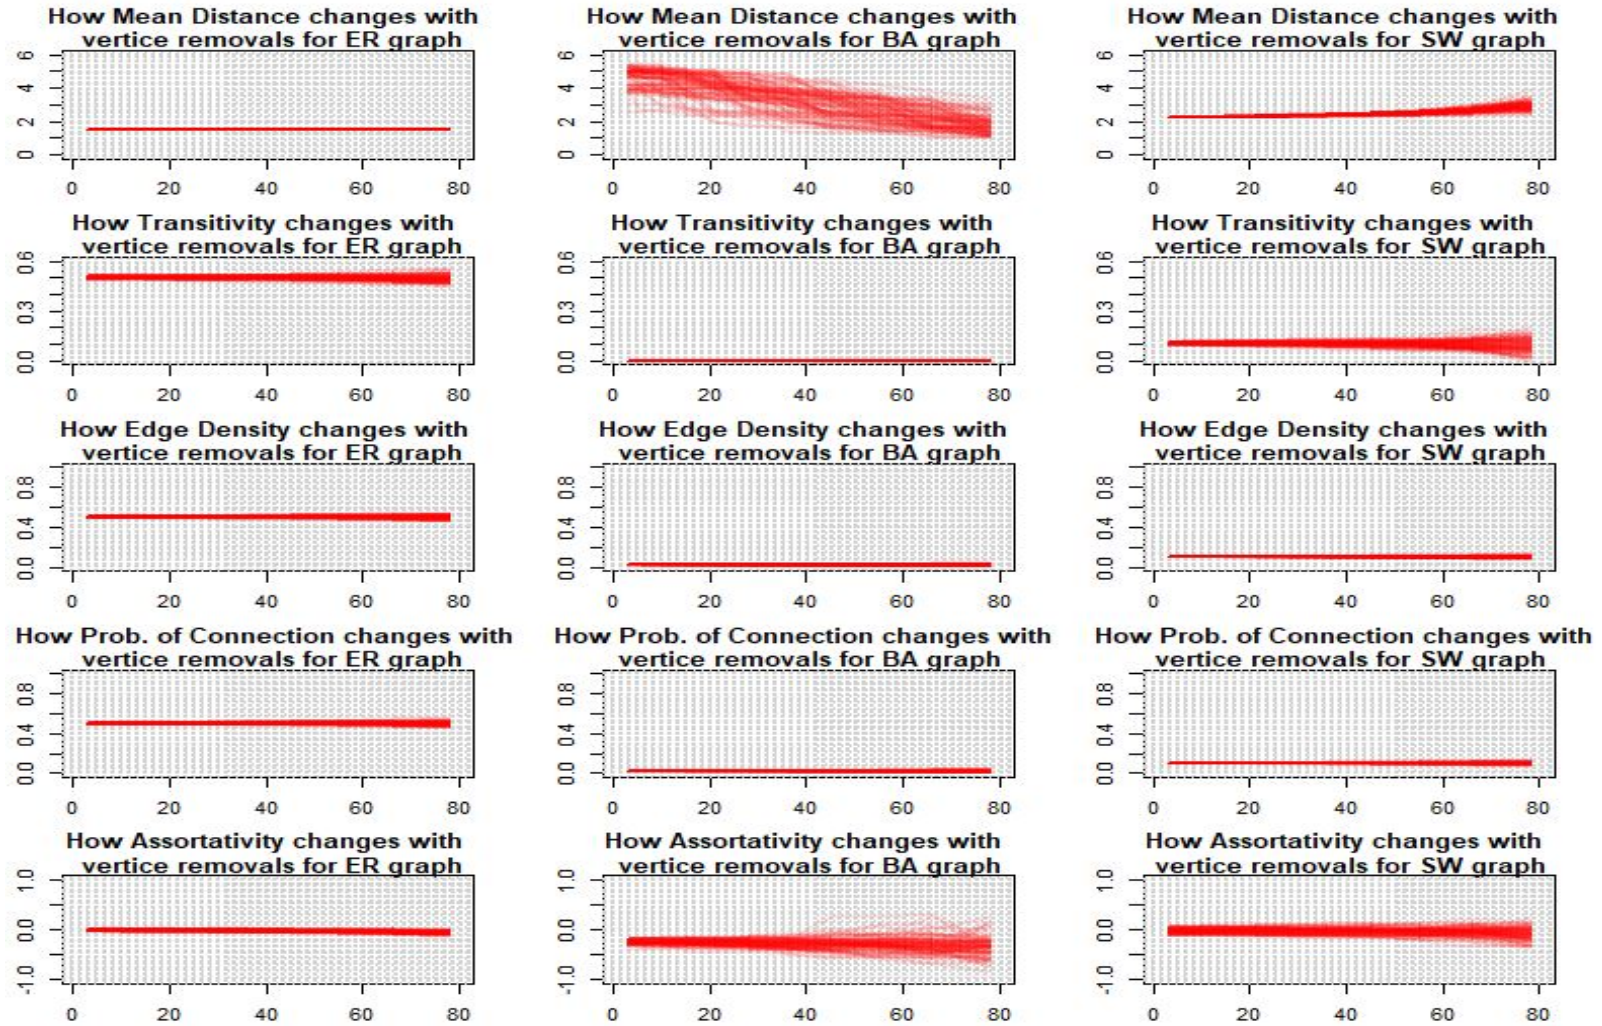 How Mean Distance changes with
vertice removals for ER graph
6
4
2
0
0 20 40 60 80
How Mean Distance changes with
vertice removals for BA graph
6
4
2
0
0 20 40 60 80
How Mean Distance changes with
vertice removals for SW graph
6
4
2
0
0 20 40 60 80
How Transitivity changes with
vertice removals for ER graph
0.6
0.3
0.0
0 20 40 60 80
How Transitivity changes with
vertice removals for BA graph
0.6
0.3
0.0
0 20 40 60 80
How Transitivity changes with
vertice removals for SW graph
0.6
0.3
0.0
0 20 40 60 80
How Edge Density changes with
vertice removals for ER graph
0.8
0.4
0.0
0 20 40 60 80
How Edge Density changes with
vertice removals for BA graph
0.8
0.4
0.0
0 20 40 60 80
How Edge Density changes with
vertice removals for SW graph
0.8
0.4
0.0
0 20 40 60 80
How Prob. of Connection changes with
vertice removals for ER graph
0.8
0.4
0.0
0 20 40 60 80
How Prob. of Connection changes with
vertice removals for BA graph
0.8
0.4
0.0
0 20 40 60 80
How Prob. of Connection changes with
vertice removals for SW graph
0.8
0.4
0.0
0 20 40 60 80
How Assortativity changes with
vertice removals for ER graph
1.0
0.0
-1.0
0 20 40 60 80
How Assortativity changes with
vertice removals for BA graph
1.0
0.0
-1.0
0 20 40 60 80
How Assortativity changes with
vertice removals for SW graph
1.0
0.0
-1.0
0 20 40 60 80